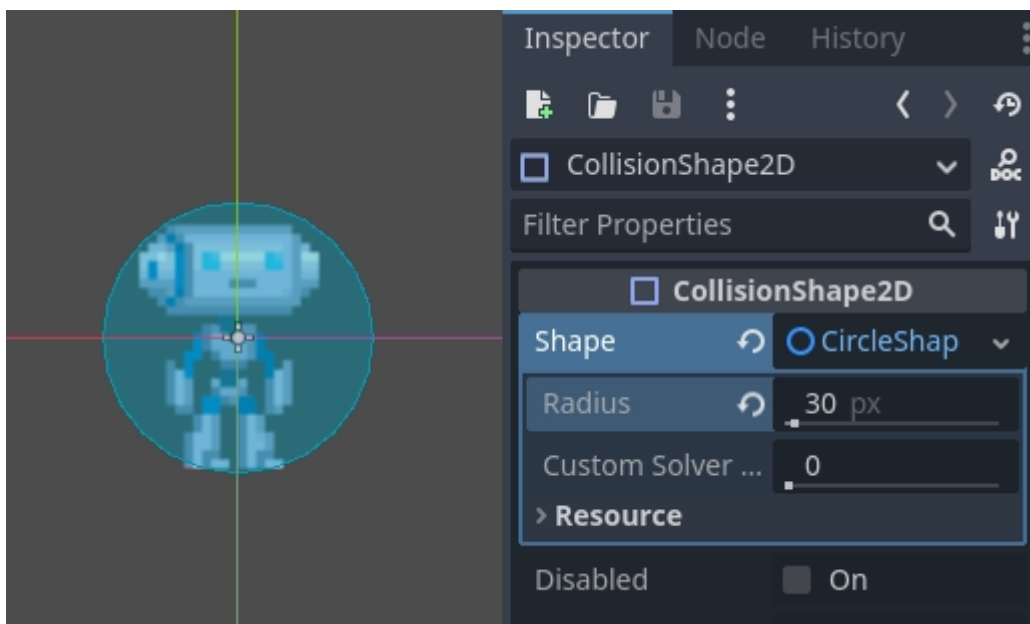 Inspector Node History
DOC
CollisionShape2D
Filter Properties
CollisionShape2D
Shape CircleShap
Radius 30 px
Custom Solver ... 0
Resource
Disabled On